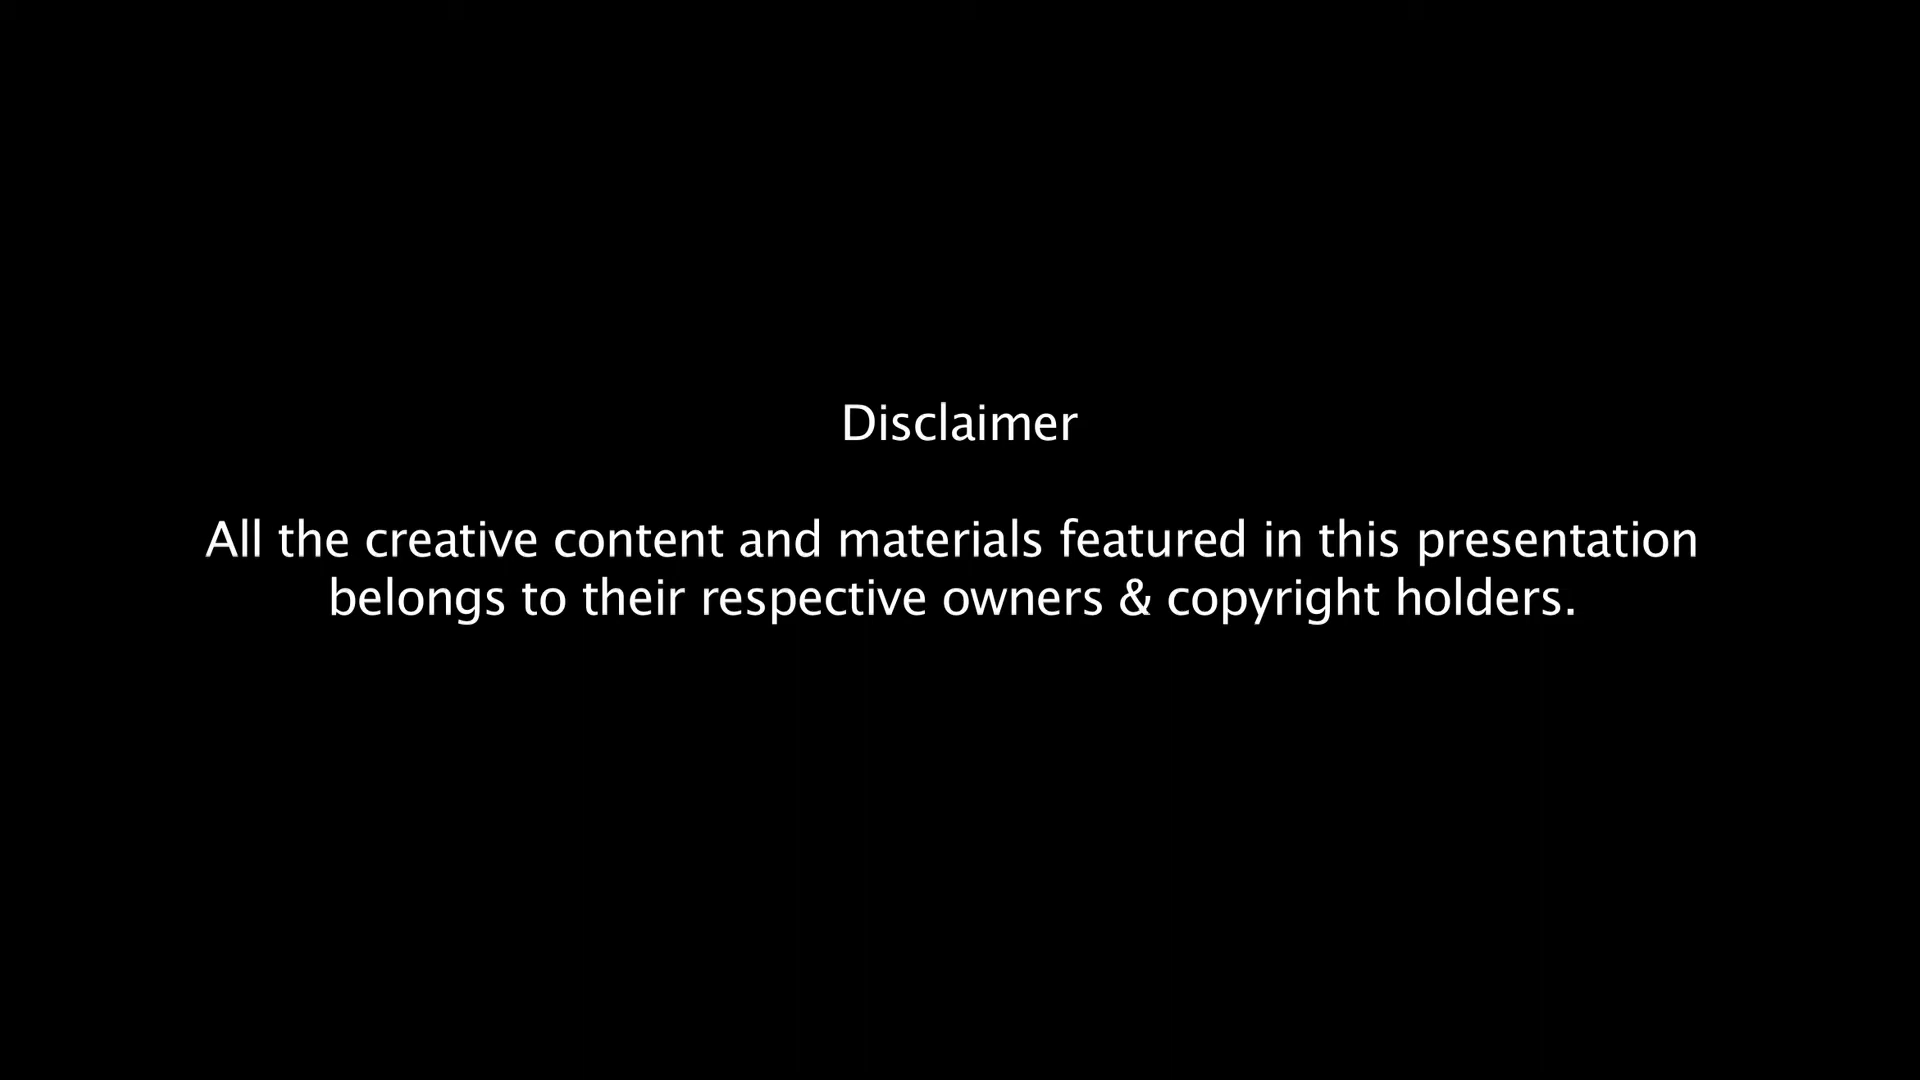 Disclaimer
All the creative content and materials featured in this presentation
belongs to their respective owners & copyright holders.